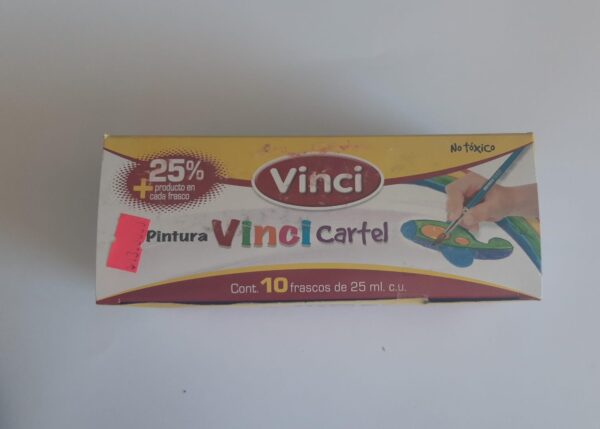 25%
+ producto en
cada frasco
Vinci
No tóxico
Pintura Vinci Cartel
Cont. 10 frascos de 25 ml. c.u.